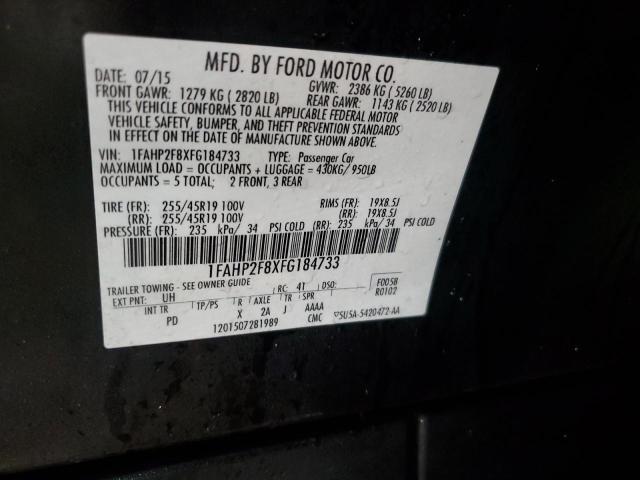 MFD. BY FORD MOTOR CO.
DATE: 07/15 GVWR: 2386 KG ( 5260 LB)
FRONT GAWR: 1279 KG ( 2820 LB) REAR GAWR: 1143 KG ( 2520 LB)
THIS VEHICLE CONFORMS TO ALL APPLICABLE FEDERAL MOTOR
VEHICLE SAFETY, BUMPER, AND THEFT PREVENTION STANDARDS
IN EFFECT ON THE DATE OF MANUFACTURE SHOWN ABOVE.
VIN: 1FAHP2F8XFG184733 TYPE: Passenger Car
MAXIMUM LOAD = OCCUPANTS + LUGGAGE = 430KG/ 950LB
OCCUPANTS = 5 TOTAL; 2 FRONT, 3 REAR
TIRE (FR): 255/45R19 100V RIMS (FR): 19X8.5J
(RR): 255/45R19 100V (RR): 19X8.5J
PRESSURE (FR): 235 kPa/ 34 PSI COLD (RR): 235 kPa/ 34 PSI COLD
1FAHP2F8XFG184733
TRAILER TOWING - SEE OWNER GUIDE
EXT PNT: UH RC: 41 DSO: F0058
R0102
INT TR TP/PS R AXLE TR SPR
PD X 2A J AAAA
1201507281989 CMC
5U5A-5420472-AA